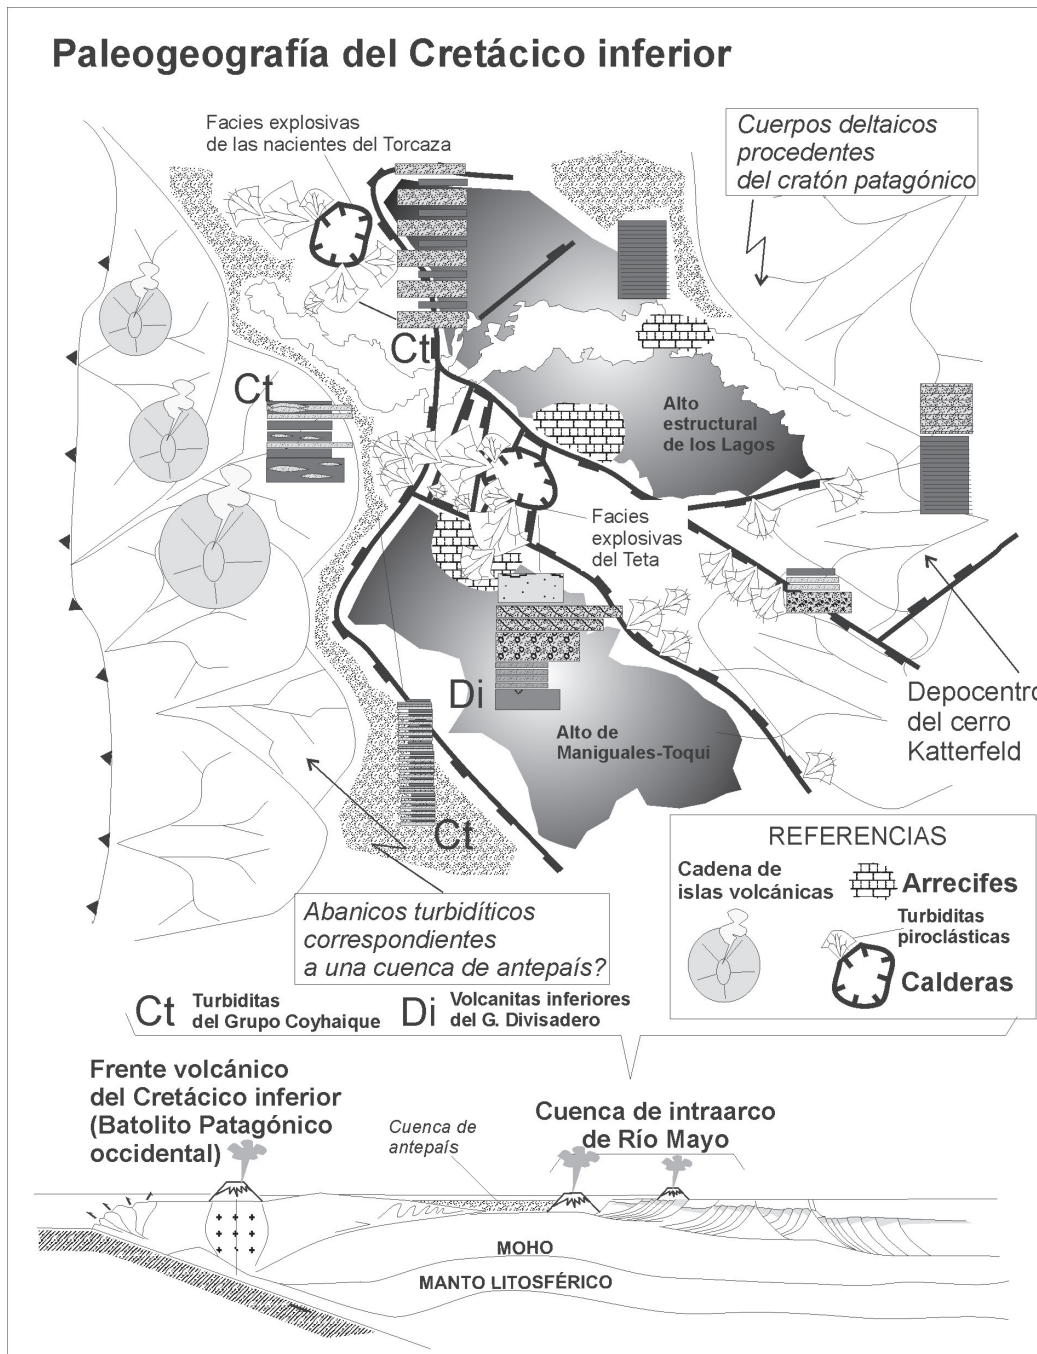 Paleogeografía del Cretácico inferior
Facies explosivas
de las nacientes del Torcaza
Cuerpos deltaicos
procedentes
del cratón patagónico
Ct
Ct
Alto
estructural
de los Lagos
Facies
explosivas
del Teta
Di
Alto de
Maniguales-Toqui
Depocentro
del cerro
Katterfeld
Ct
Abanicos turbidíticos
correspondientes
a una cuenca de antepaís?
REFERENCIAS
Cadena de
islas volcánicas
Arrecifes
Turbiditas
piroclásticas
Calderas
Ct Turbiditas
del Grupo Coyhaique
Di Volcanitas inferiores
del G. Divisadero
Frente volcánico
del Cretácico inferior
(Batolito Patagónico
occidental)
Cuenca de
antepaís
Cuenca de intraarco
de Río Mayo
MOHO
MANTO LITOSFÉRICO